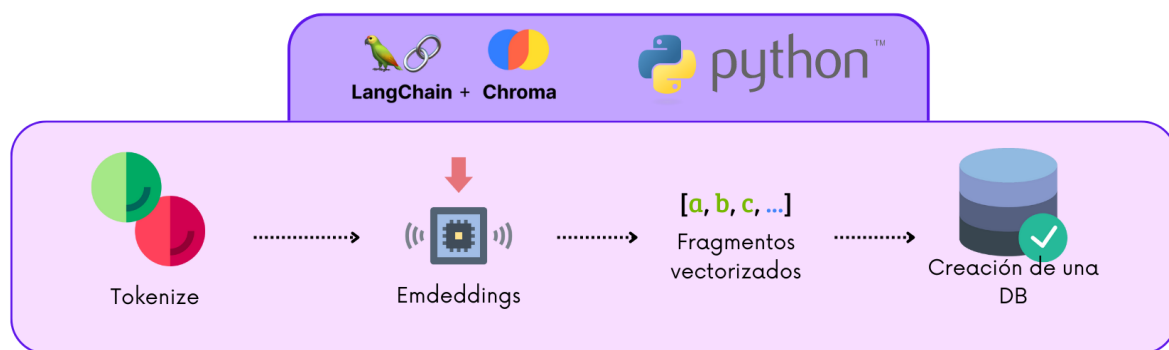 LangChain + Chroma
python™
Tokenize
Emdeddings
[a, b, c, ...]
Fragmentos
vectorizados
Creación de una
DB